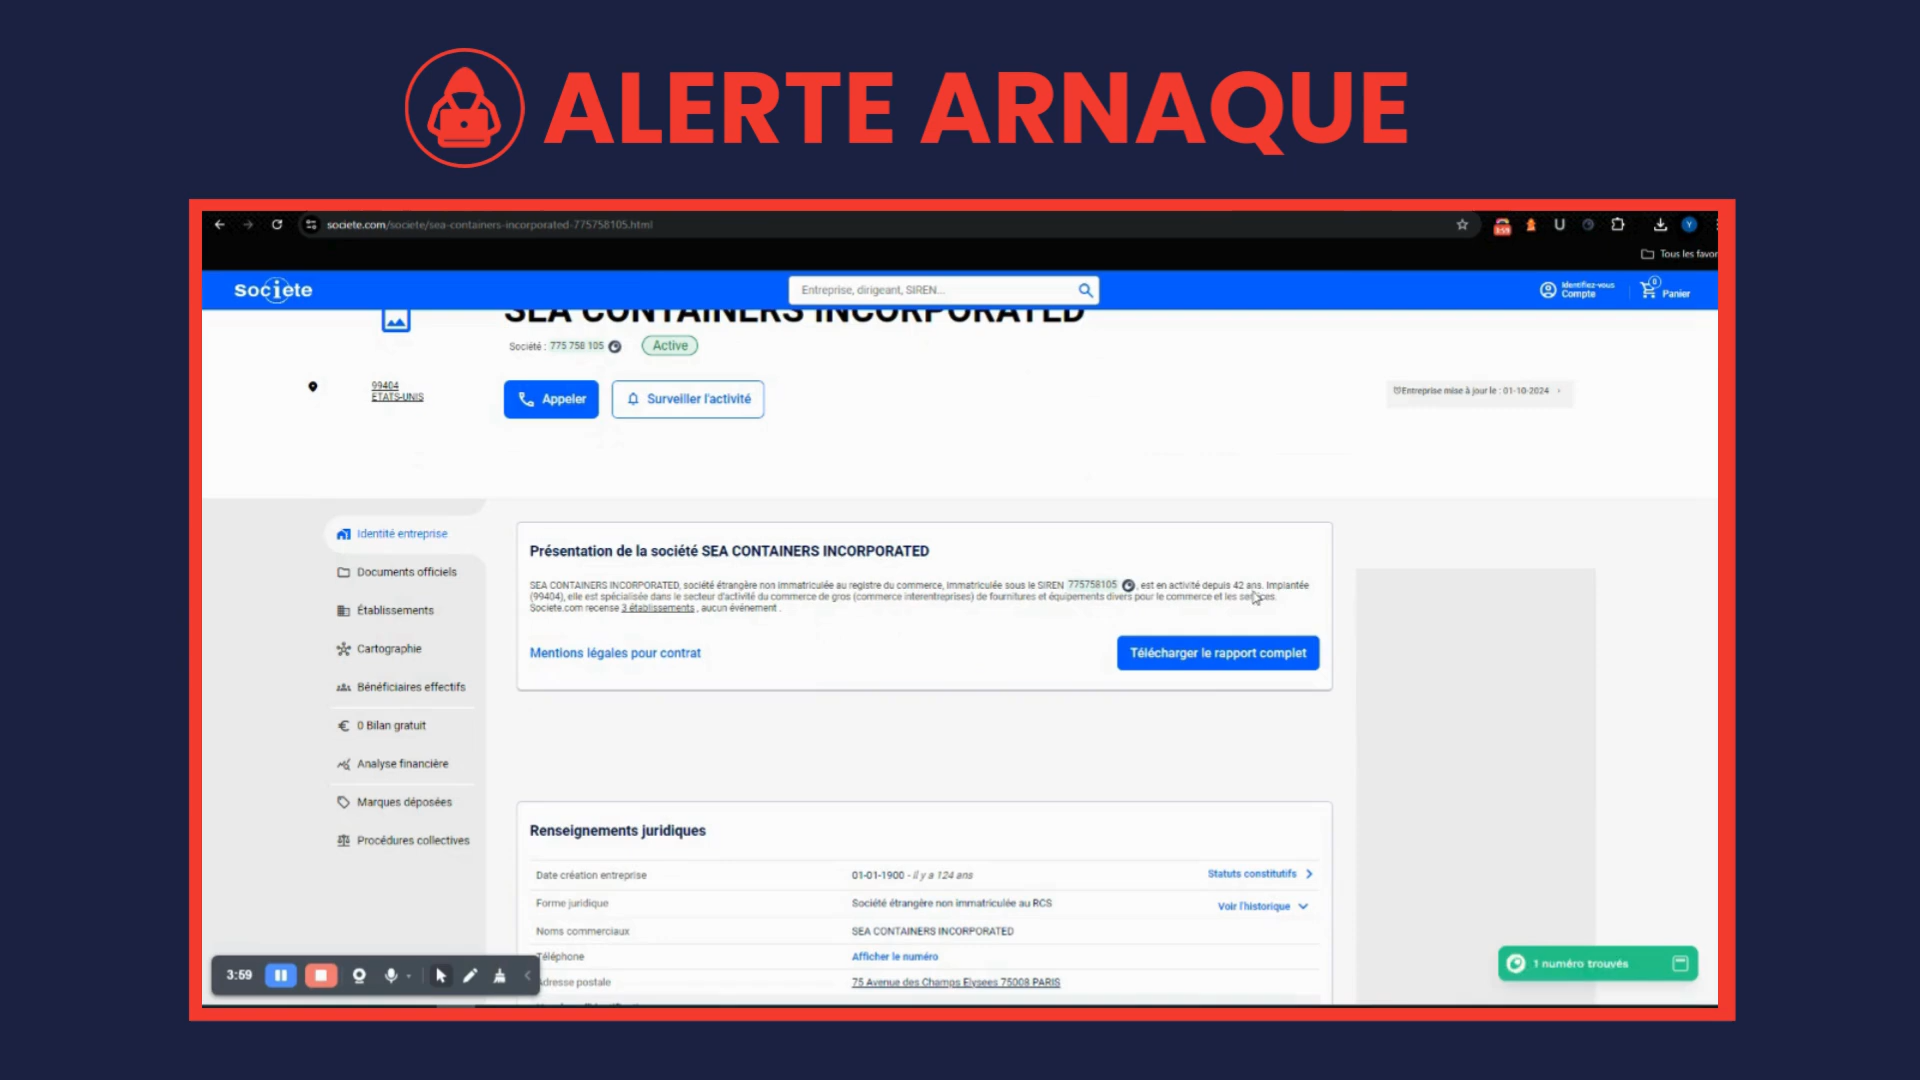 ALERTE ARNAQUE
societe.com/societe/sea-containers-incorporated-775758105.html
Tous les favor
societe
Entreprise, dirigeant, SIREN...
Identifiez-vous
Compte
0
Panier
SEA CONTAINERS INCORPORATED
Société : 775 758 105
Active
99404
ETATS-UNIS
Appeler
Surveiller l'activité
Entreprise mise à jour le : 01-10-2024
Identité entreprise
Documents officiels
Établissements
Cartographie
Bénéficiaires effectifs
0 Bilan gratuit
Analyse financière
Marques déposées
Procédures collectives
Présentation de la société SEA CONTAINERS INCORPORATED
SEA CONTAINERS INCORPORATED, société étrangère non immatriculée au registre du commerce, immatriculée sous le SIREN 775758105 , est en activité depuis 42 ans. Implantée
(99404), elle est spécialisée dans le secteur d'activité du commerce de gros (commerce interentreprises) de fournitures et équipements divers pour le commerce et les services.
Societe.com recense 3 établissements , aucun événement .
Mentions légales pour contrat
Télécharger le rapport complet
Renseignements juridiques
Date création entreprise
01-01-1900 - il y a 124 ans
Statuts constitutifs
Forme juridique
Société étrangère non immatriculée au RCS
Voir l'historique
Noms commerciaux
SEA CONTAINERS INCORPORATED
Téléphone
Afficher le numéro
dresse postale
75 Avenue des Champs Elysees 75008 PARIS
3:59
1 numéro trouvés